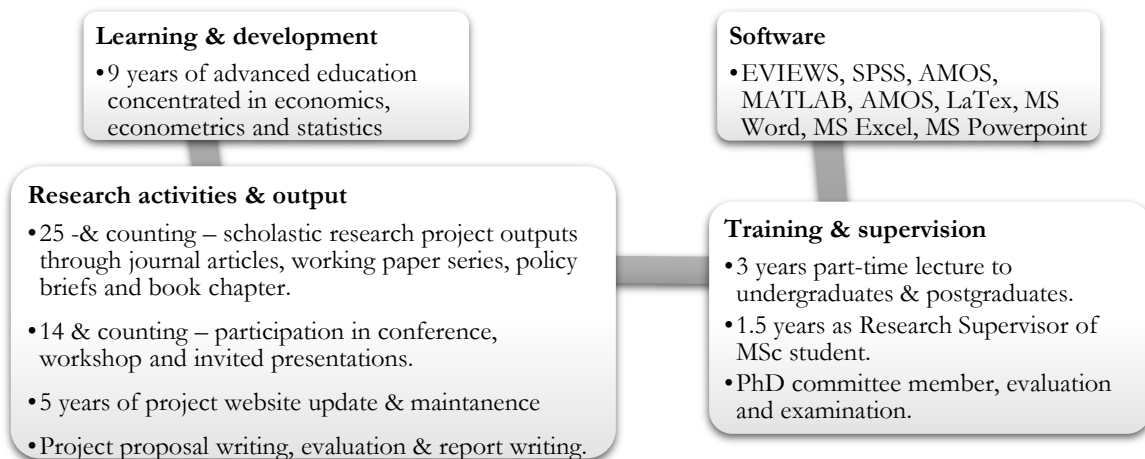 Learning & development
•9 years of advanced education
concentrated in economics,
econometrics and statistics
Research activities & output
•25 -& counting – scholastic research project outputs
through journal articles, working paper series, policy
briefs and book chapter.
•14 & counting – participation in conference,
workshop and invited presentations.
•5 years of project website update & maintanence
•Project proposal writing, evaluation & report writing.
Software
•EVIEWS, SPSS, AMOS,
MATLAB, AMOS, LaTex, MS
Word, MS Excel, MS Powerpoint
Training & supervision
•3 years part-time lecture to
undergraduates & postgraduates.
•1.5 years as Research Supervisor of
MSc student.
•PhD committee member, evaluation
and examination.